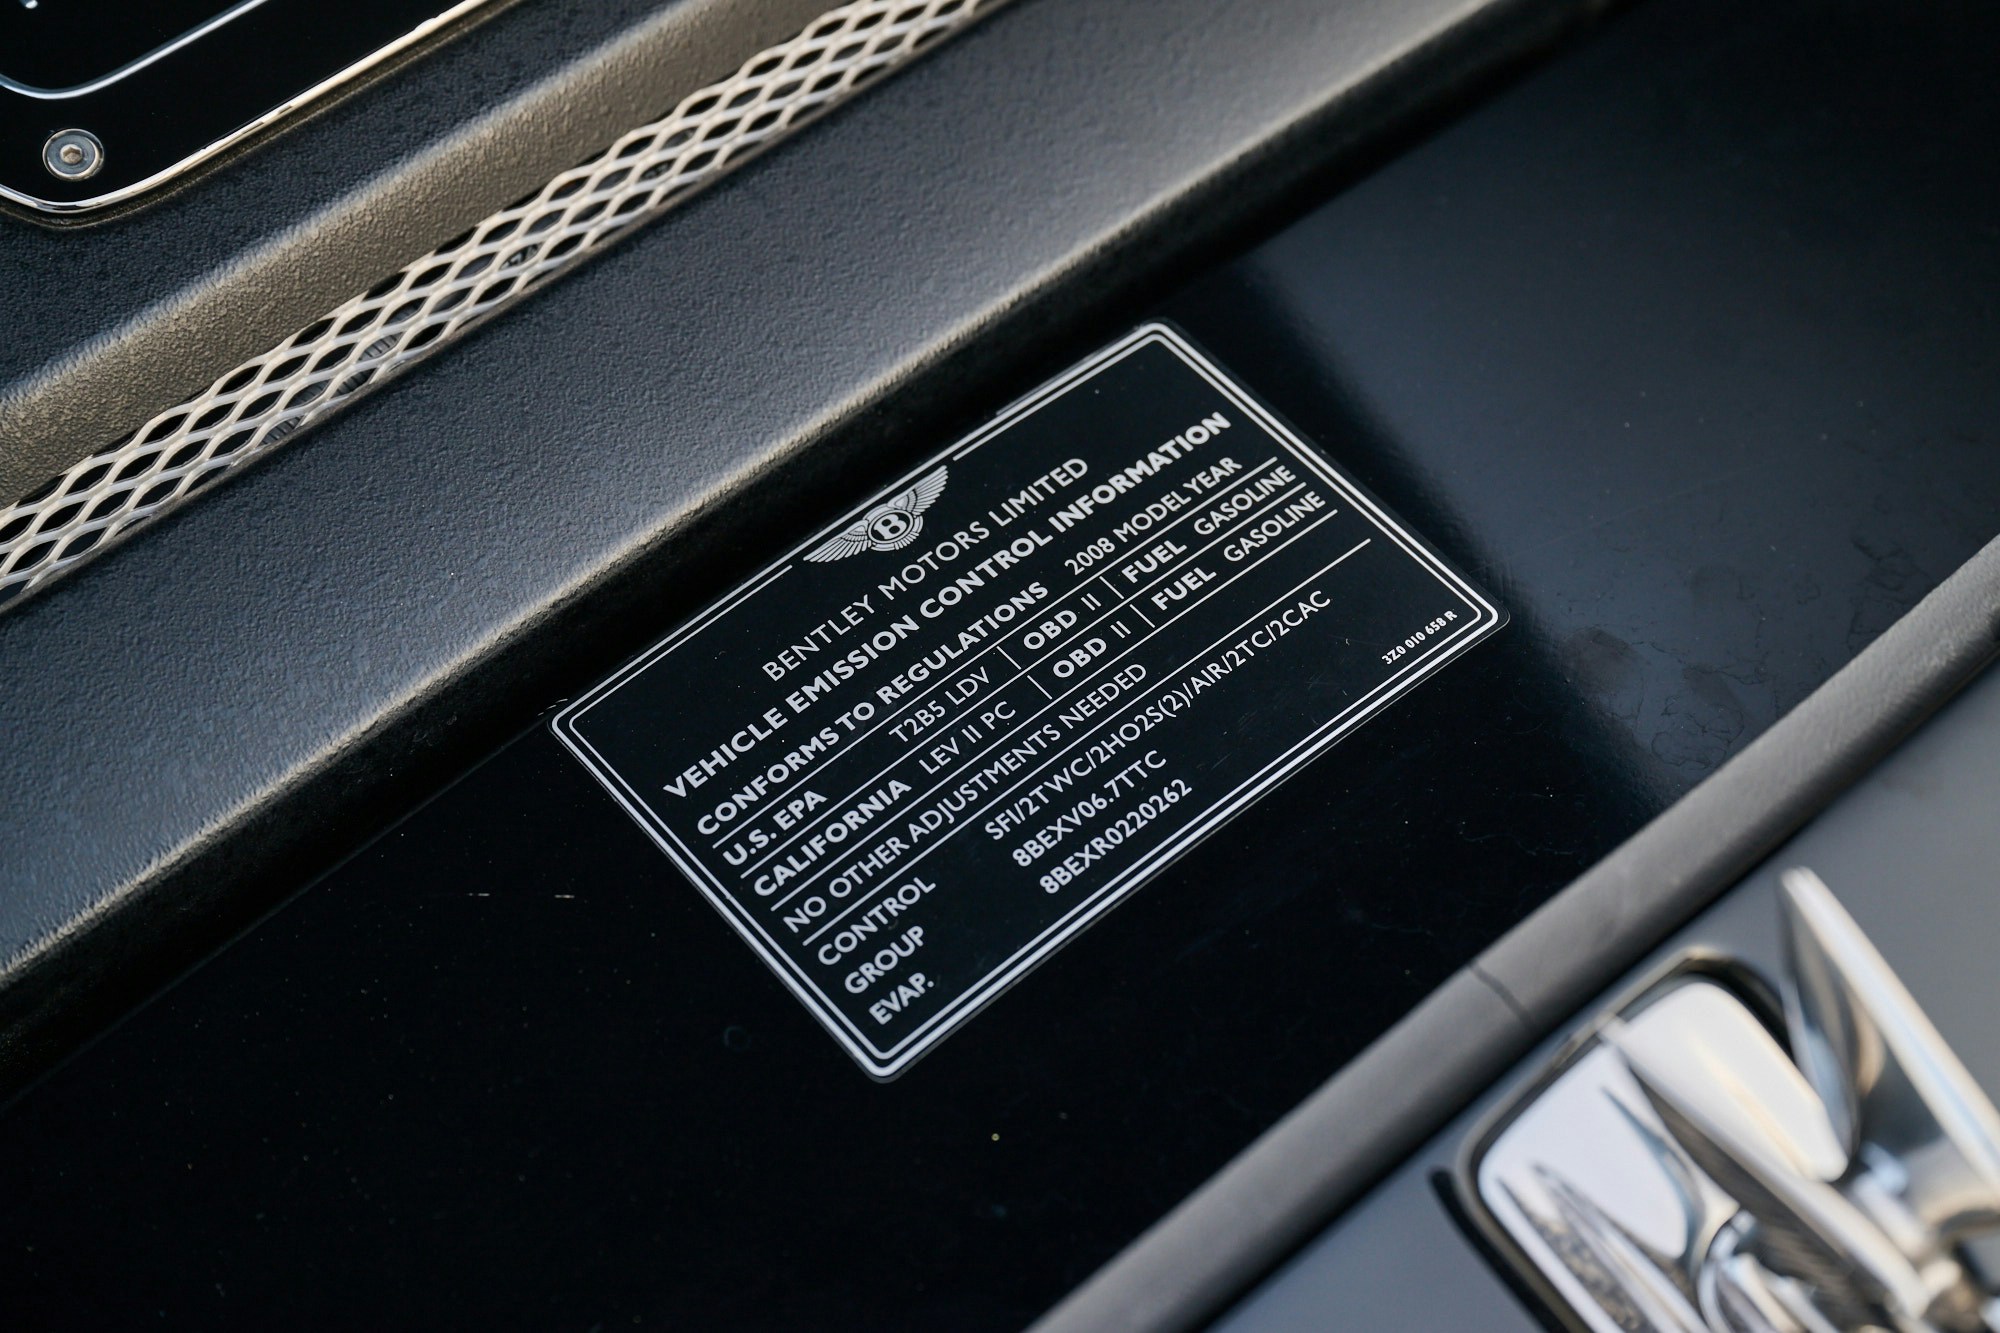 B
BENTLEY MOTORS LIMITED
VEHICLE EMISSION CONTROL INFORMATION
CONFORMS TO REGULATIONS 2008 MODEL YEAR
U.S. EPA T2B5 LDV OBD II FUEL GASOLINE
CALIFORNIA LEV II PC OBD II FUEL GASOLINE
NO OTHER ADJUSTMENTS NEEDED
CONTROL SFI/2TWC/2HO2S(2)/AIR/2TC/2CAC
GROUP 8BEXV06.7TTC
EVAP. 8BEXR0220262
3Z0 010 658 R